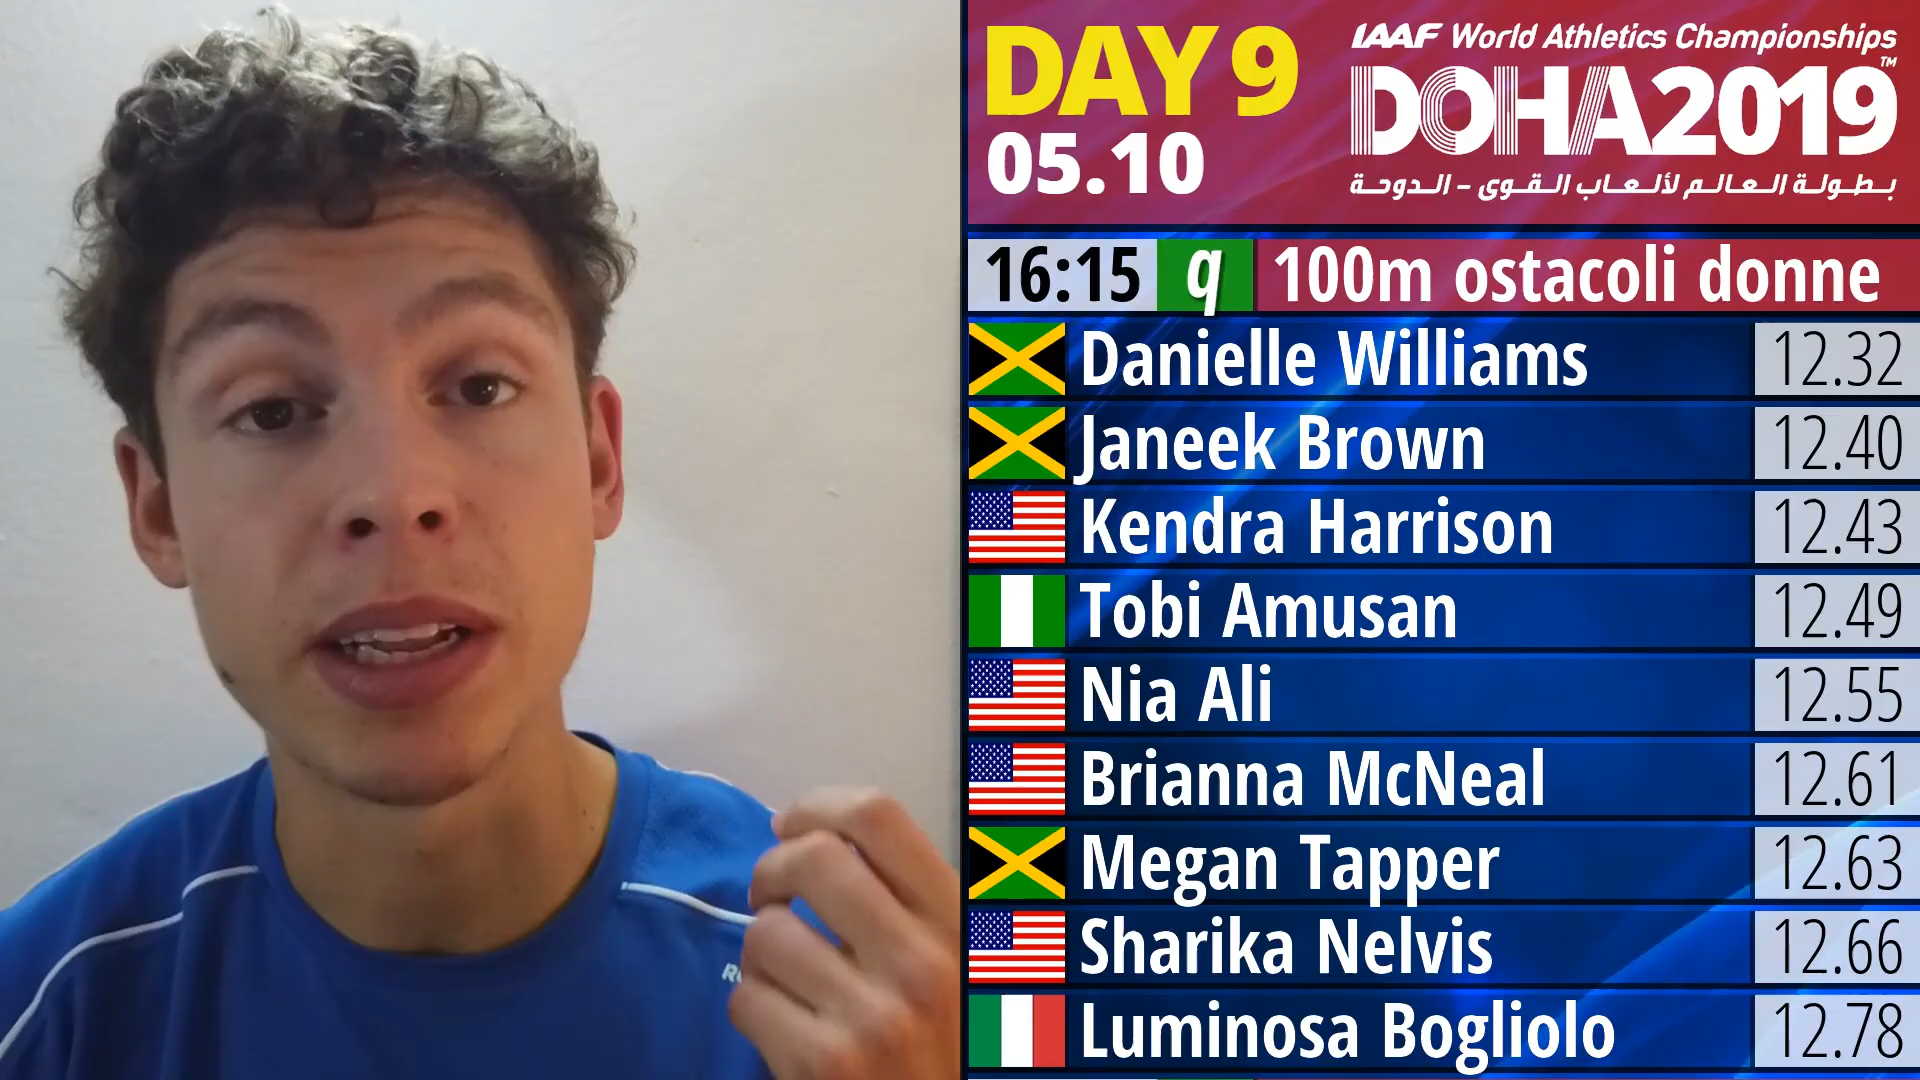 DAY 9
05.10
IAAF World Athletics Championships
DOHA2019™
بطولة العالم لألعاب القوى - الدوحة
16:15 q 100m ostacoli donne
Danielle Williams 12.32
Janeek Brown 12.40
Kendra Harrison 12.43
Tobi Amusan 12.49
Nia Ali 12.55
Brianna McNeal 12.61
Megan Tapper 12.63
Sharika Nelvis 12.66
Luminosa Bogliolo 12.78